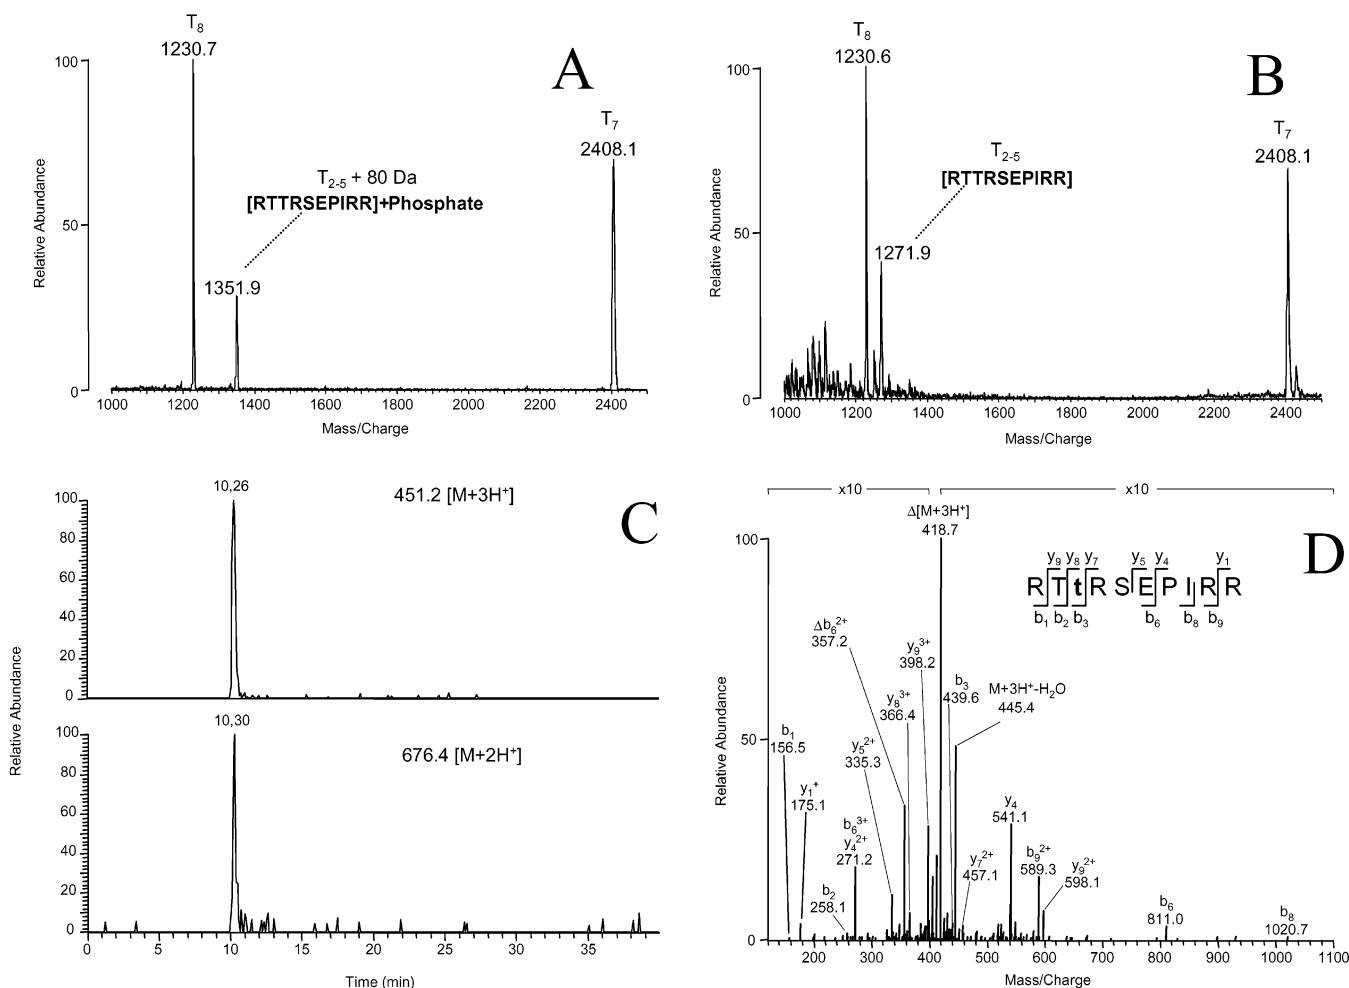 A
T8
1230.7
T7
2408.1
T2-5 + 80 Da
[RTTRSEPIRR]+Phosphate
1351.9
Relative Abundance
100
50
0
1000 1200 1400 1600 1800 2000 2200 2400
Mass/Charge
B
T8
1230.6
T7
2408.1
T2-5
[RTTRSEPIRR]
1271.9
Relative Abundance
100
50
0
1000 1200 1400 1600 1800 2000 2200 2400
Mass/Charge
C
10,26
451.2 [M+3H+]
100
80
60
40
20
0
10,30
676.4 [M+2H+]
100
80
60
40
20
0
Relative Abundance
0 5 10 15 20 25 30 35
Time (min)
D
x10 x10
Δ[M+3H+]
418.7
y9 y8 y7 y5 y4 y1
RTtRSEPIRR
b1 b2 b3 b6 b8 b9
Δb6 2+
357.2
y9 3+
398.2
b3
439.6
M+3H+-H2O
445.4
y8 3+
366.4
y5 2+
335.3
b1
156.5
y1+
175.1
b6 3+
y4 2+
271.2
b2
258.1
y7 2+
457.1
y4
541.1
b9 2+
589.3
y9 2+
598.1
b6
811.0
b8
1020.7
Relative Abundance
100
50
0
200 300 400 500 600 700 800 900 1000 1100
Mass/Charge